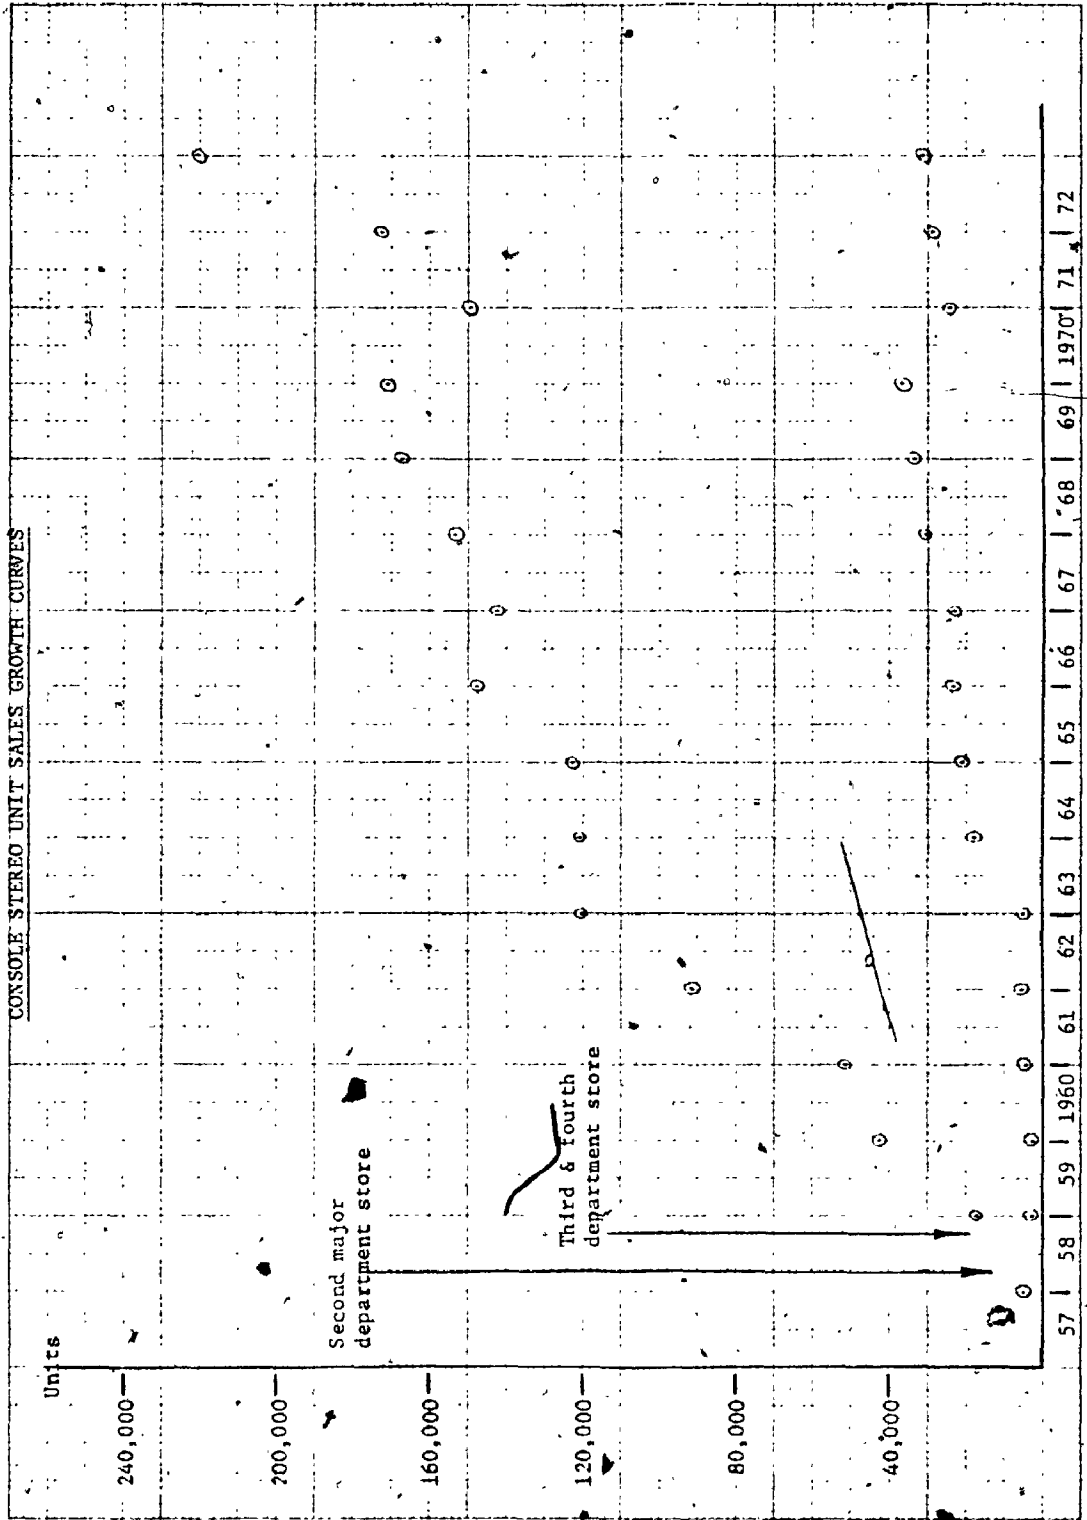 CONSOLE STEREO UNIT SALES GROWTH CURVES
Units
240,000
200,000
160,000
120,000
80,000
40,000
Second major
department store
Third & fourth
department store
57 58 59 1960 61 62 63 64 65 66 67 68 69 1970 71 72